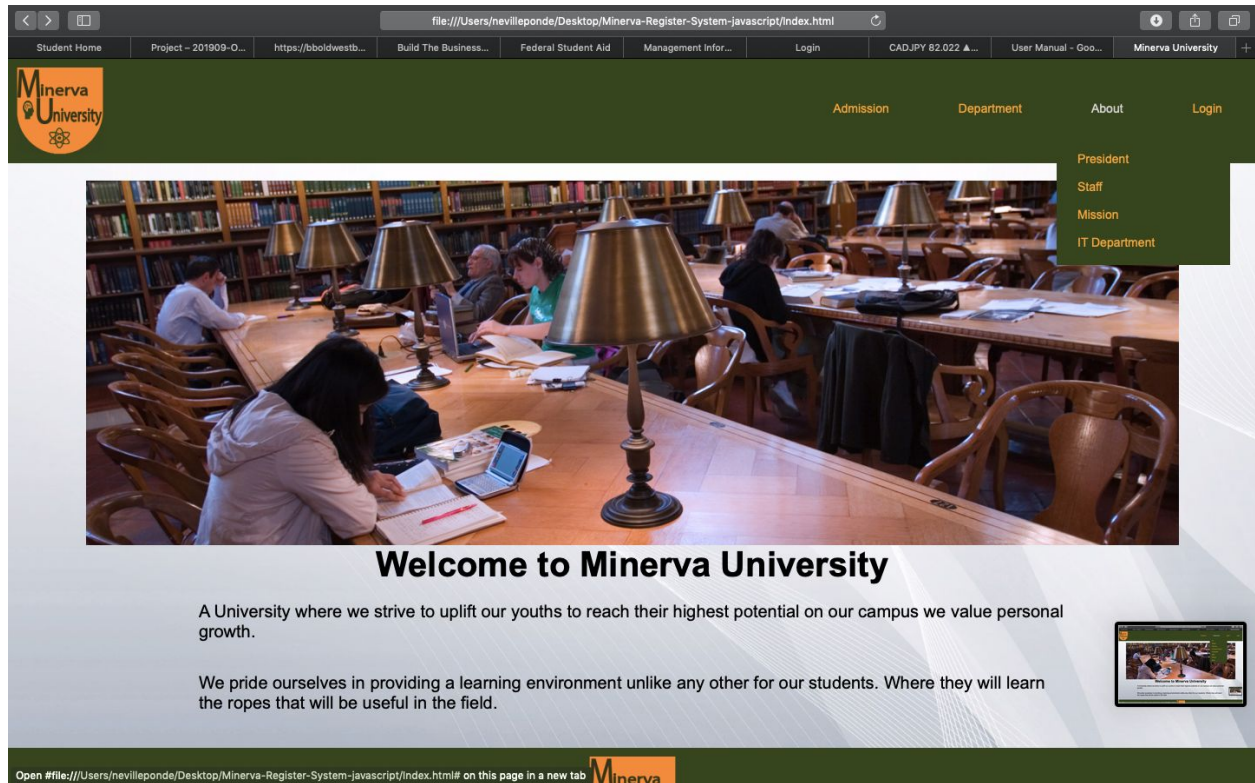 file:///Users/nevilleponde/Desktop/Minerva-Register-System-javascript/Index.html
Student Home
Project – 201909-O...
https://bboldwestb...
Build The Business...
Federal Student Aid
Management Infor...
Login
CADJPY 82.022 ▲...
User Manual - Goo...
Minerva University
Minerva
University
Admission
Department
About
Login
President
Staff
Mission
IT Department
Welcome to Minerva University
A University where we strive to uplift our youths to reach their highest potential on our campus we value personal
growth.
We pride ourselves in providing a learning environment unlike any other for our students. Where they will learn
the ropes that will be useful in the field.
Open #file:///Users/nevilleponde/Desktop/Minerva-Register-System-javascript/Index.html# on this page in a new tab
Minerva